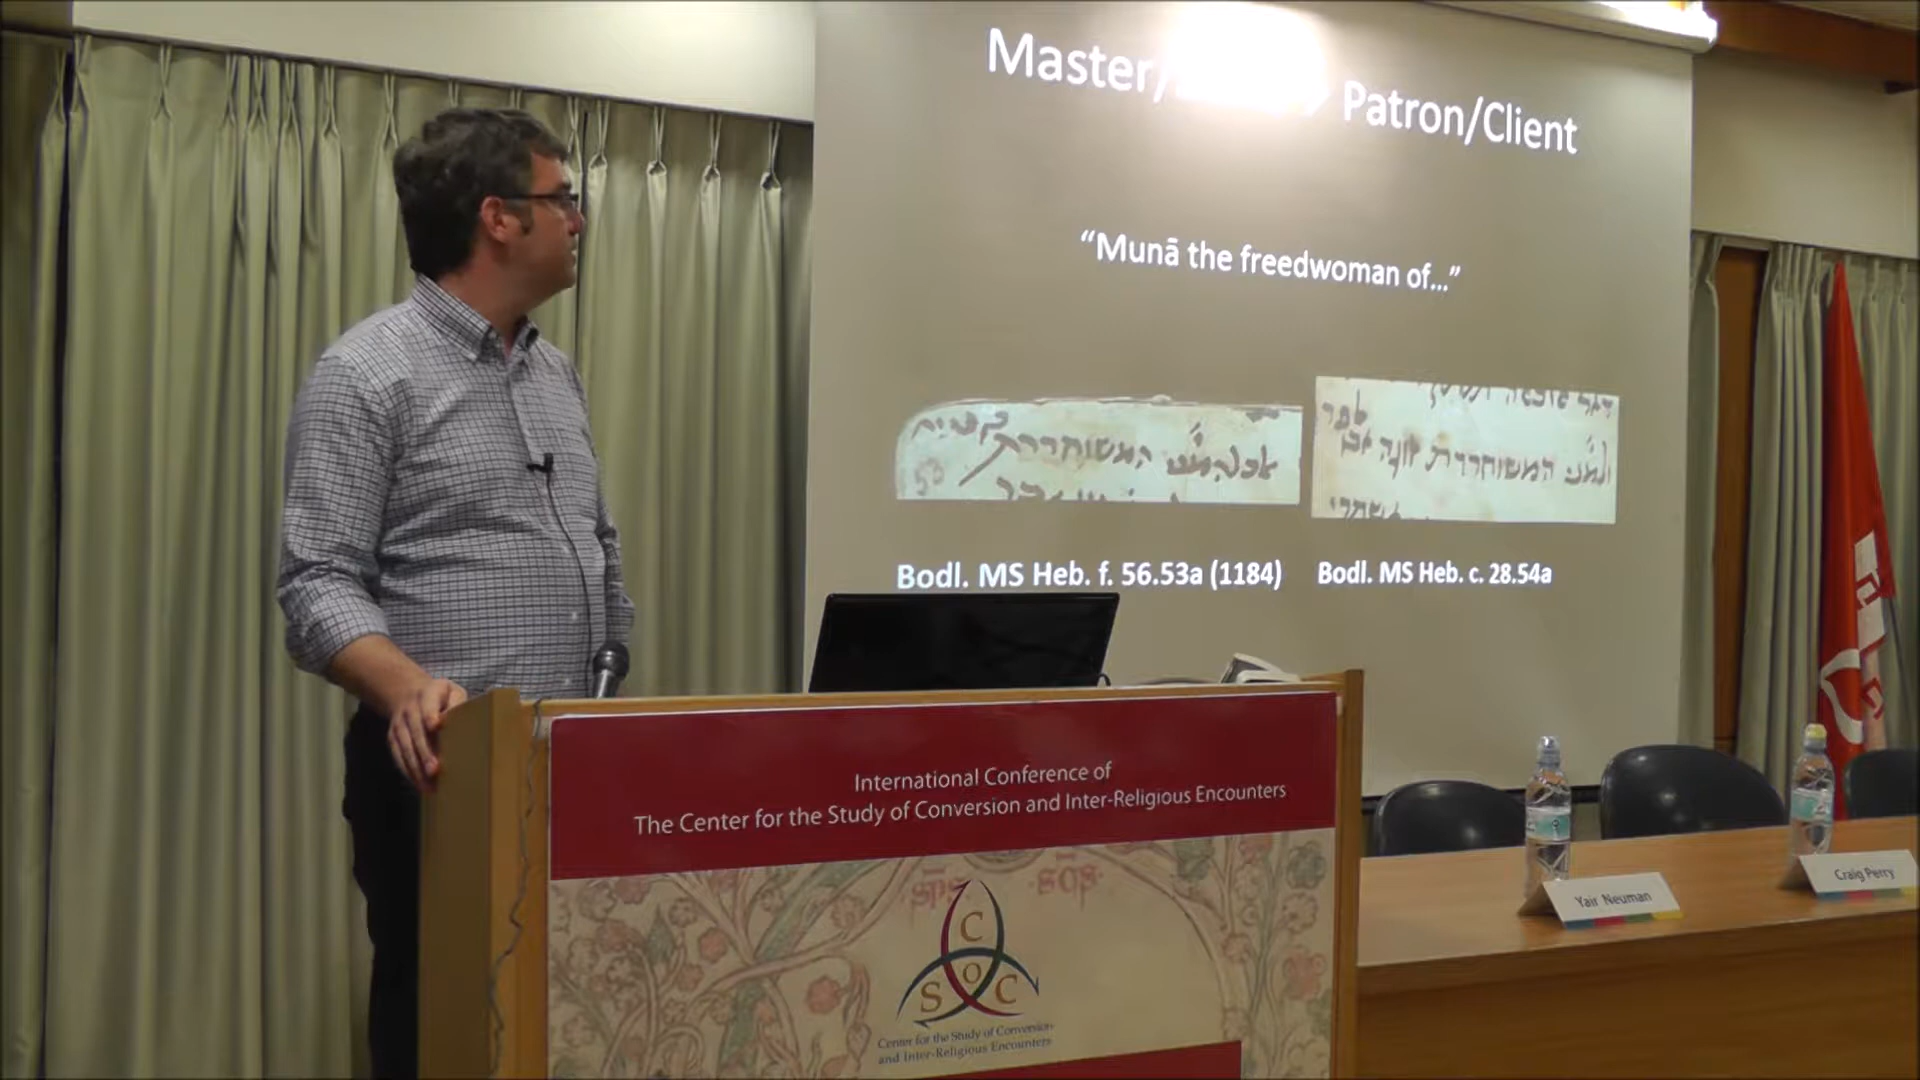 Master/ Patron/Client
“Munā the freedwoman of...”
המשוחררת
המשוחררת
Bodl. MS Heb. f. 56.53a (1184)
Bodl. MS Heb. c. 28.54a
International Conference of
The Center for the Study of Conversion and Inter-Religious Encounters
C
O
S C
Center for the Study of Conversion
and Inter-Religious Encounters
Yair Neuman
Craig Perry